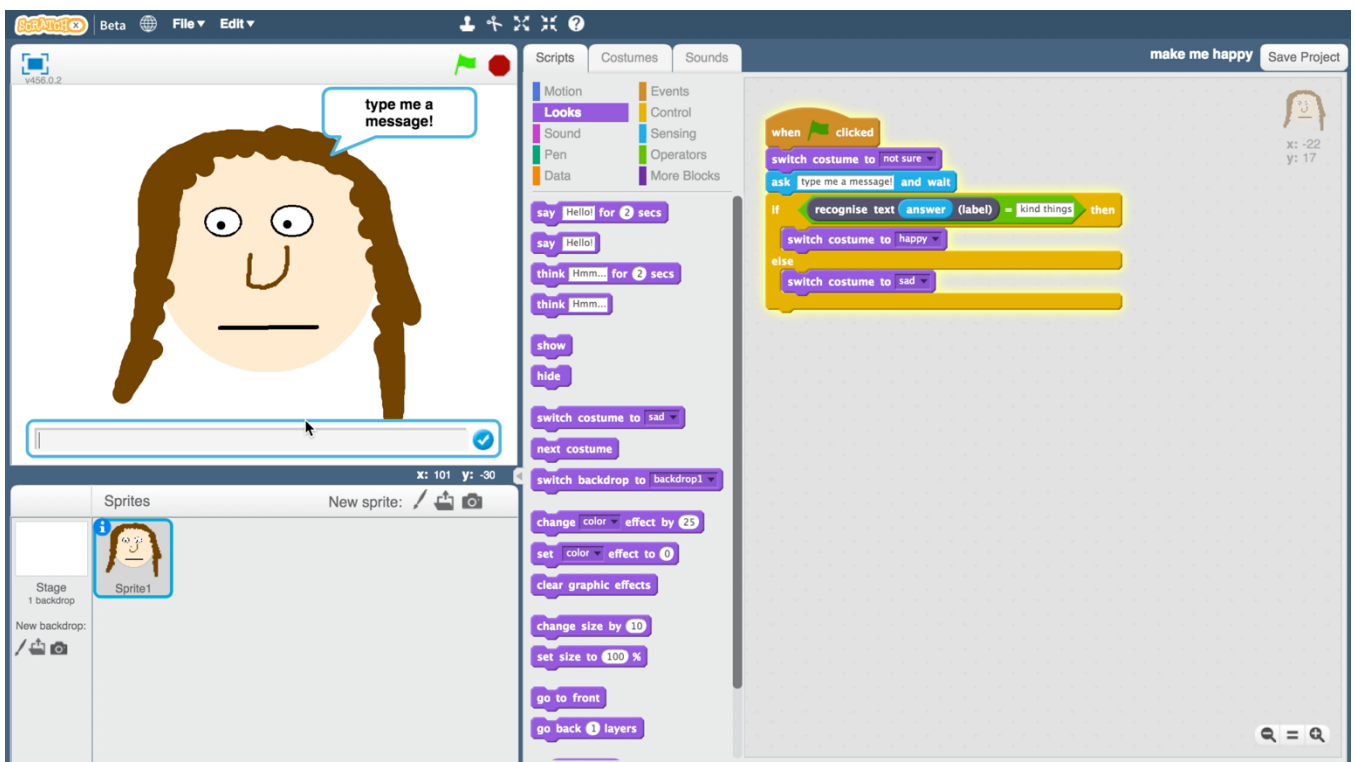 SCRATCHX Beta File Edit
v456.0.2
type me a
message!
x: 101 y: -30
Sprites New sprite:
Stage
1 backdrop
New backdrop:
Sprite1
Scripts Costumes Sounds
Motion Events
Looks Control
Sound Sensing
Pen Operators
Data More Blocks
say Hello! for 2 secs
say Hello!
think Hmm... for 2 secs
think Hmm...
show
hide
switch costume to sad
next costume
switch backdrop to backdrop1
change color effect by 25
set color effect to 0
clear graphic effects
change size by 10
set size to 100 %
go to front
go back 1 layers
make me happy Save Project
when clicked
switch costume to not sure
ask type me a message! and wait
if recognise text answer (label) = kind things then
switch costume to happy
else
switch costume to sad
x: -22
y: 17